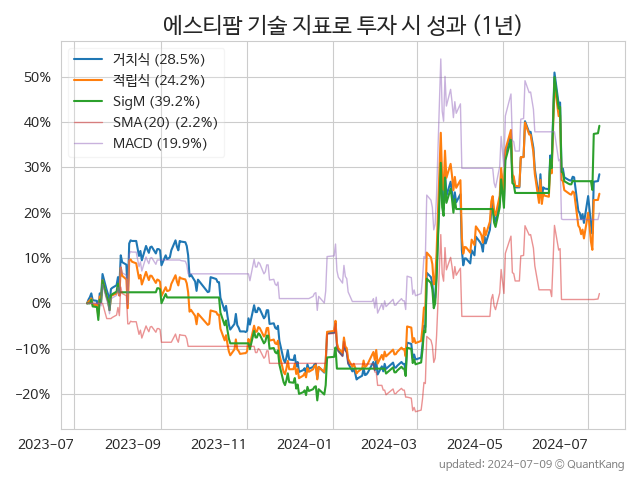 에스티팜 기술 지표로 투자 시 성과 (1년)
거치식 (28.5%)
적립식 (24.2%)
SigM (39.2%)
SMA(20) (2.2%)
MACD (19.9%)
50%
40%
30%
20%
10%
0%
−10%
−20%
2023-07 2023-09 2023-11 2024-01 2024-03 2024-05 2024-07
updated: 2024-07-09 © QuantKang